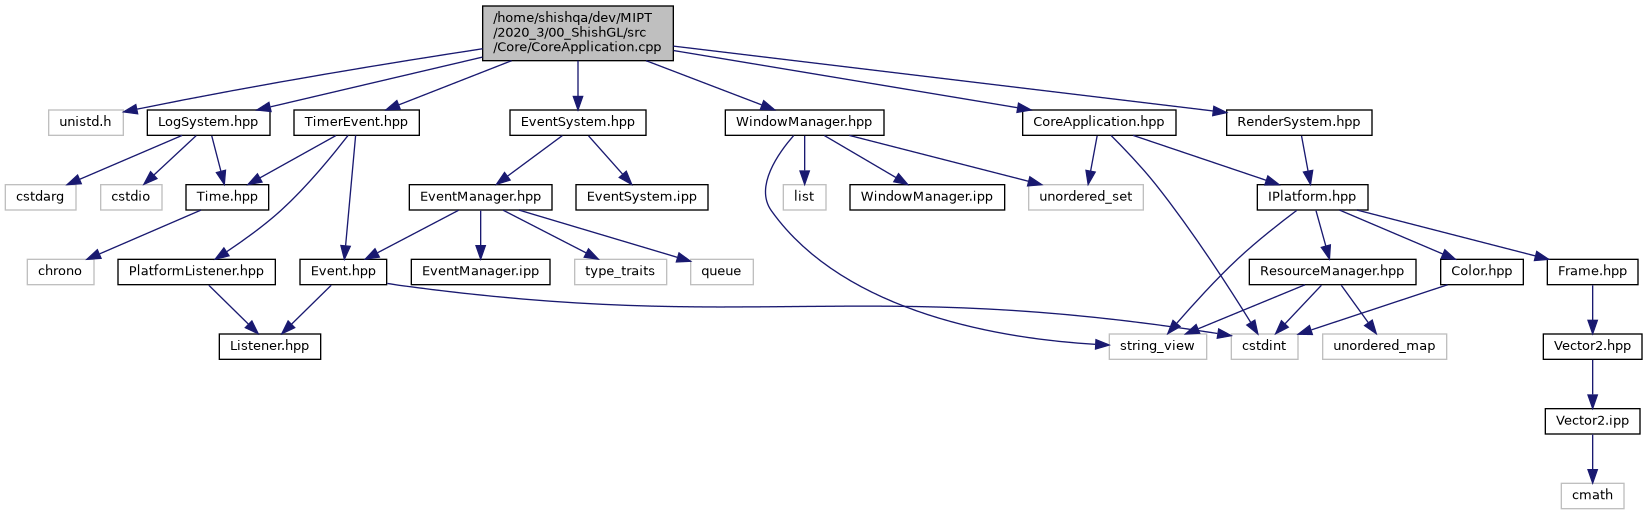 /home/shishqa/dev/MIPT
/2020_3/00_ShishGL/src
/Core/CoreApplication.cpp
unistd.h
LogSystem.hpp
TimerEvent.hpp
EventSystem.hpp
WindowManager.hpp
CoreApplication.hpp
RenderSystem.hpp
cstdarg
cstdio
Time.hpp
EventManager.hpp
EventSystem.ipp
list
WindowManager.ipp
unordered_set
IPlatform.hpp
chrono
PlatformListener.hpp
Event.hpp
EventManager.ipp
type_traits
queue
ResourceManager.hpp
Color.hpp
Frame.hpp
Listener.hpp
string_view
cstdint
unordered_map
Vector2.hpp
Vector2.ipp
cmath